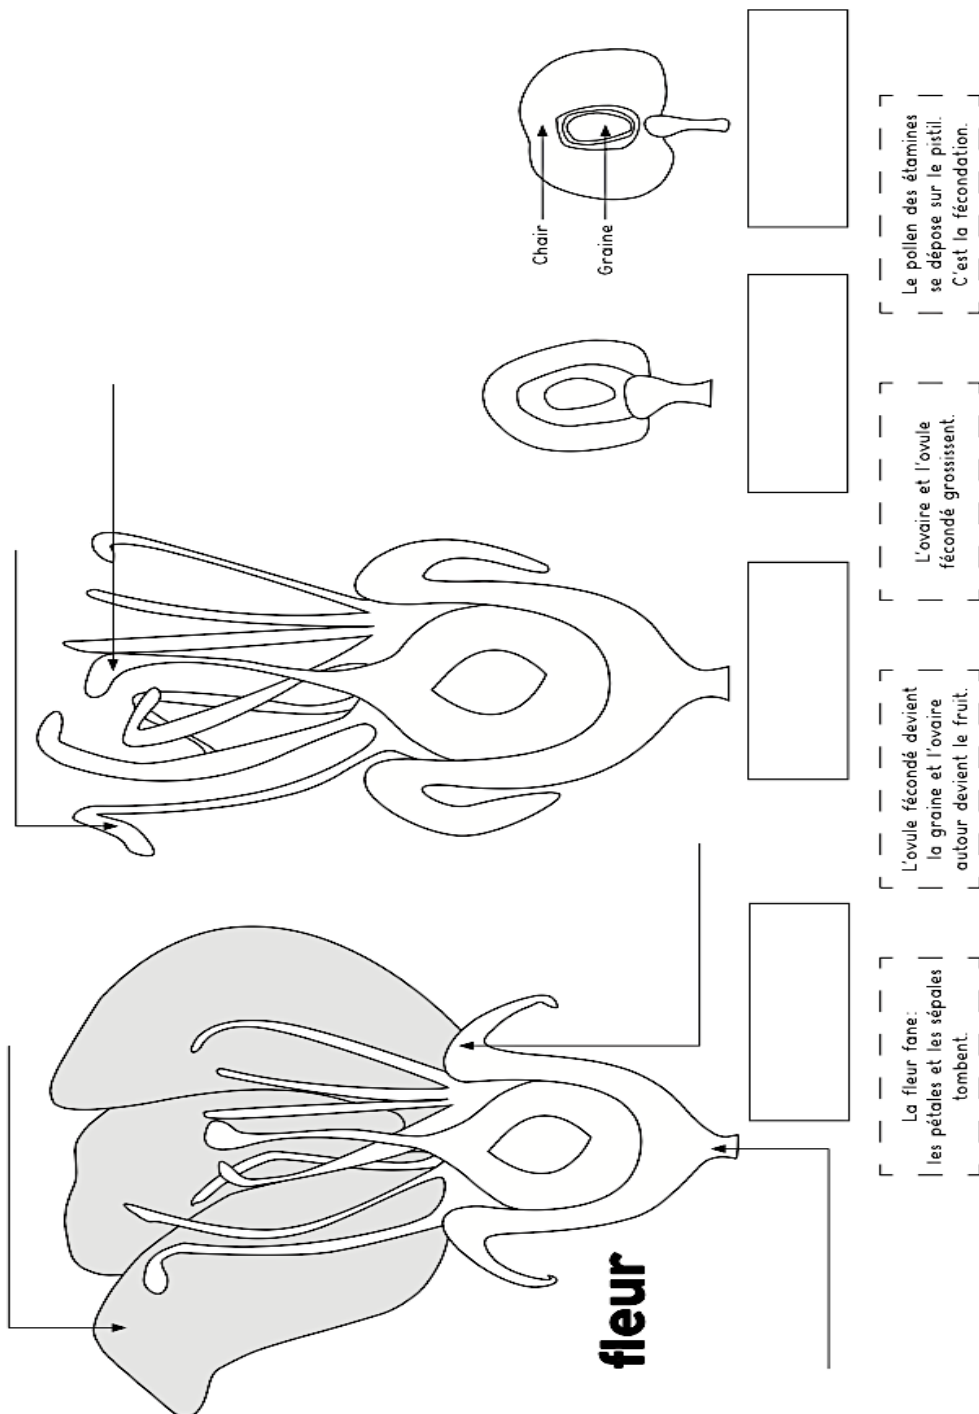 fleur
Chair
Graine
La fleur fane:
les pétales et les sépales
tombent.
L'ovule fécondé devient
la graine et l'ovaire
autour devient le fruit.
L'ovaire et l'ovule
fécondé grossissent.
Le pollen des étamines
se dépose sur le pistil.
C'est la fécondation.